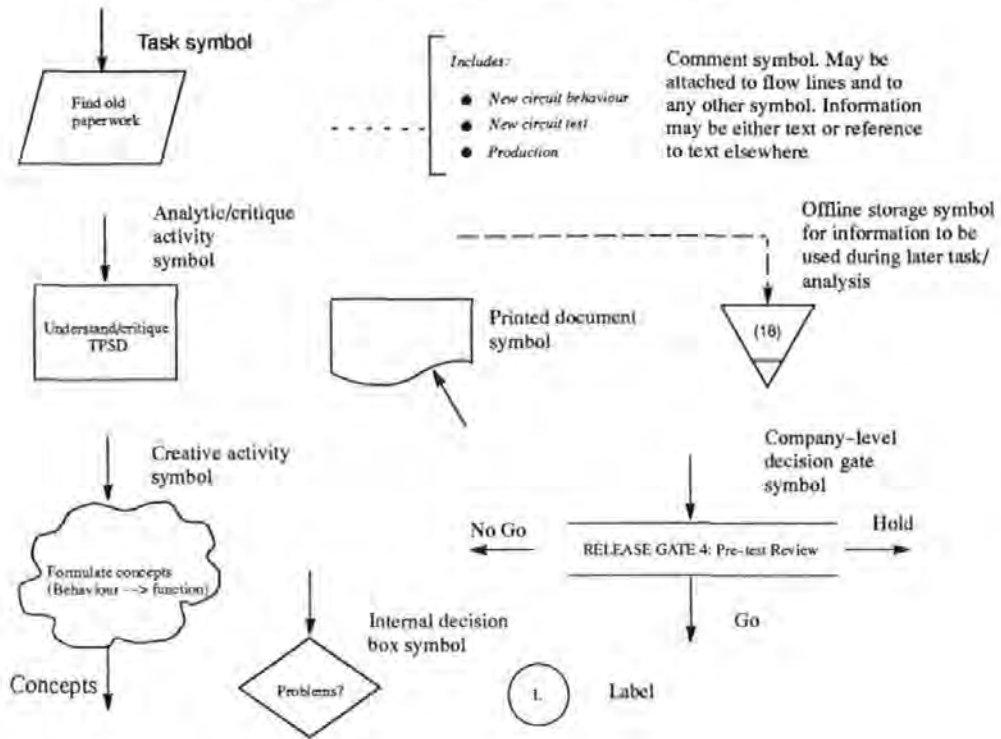 Task symbol
Find old
paperwork
Includes:
● New circuit behaviour
● New circuit test
● Production
Comment symbol. May be
attached to flow lines and to
any other symbol. Information
may be either text or reference
to text elsewhere
Analytic/critique
activity
symbol
Understand/critique
TPSD
Printed document
symbol
Offline storage symbol
for information to be
used during later task/
analysis
(16)
Creative activity
symbol
Formulate concepts
(Behaviour --> function)
Concepts
Internal decision
box symbol
Problems?
Company-level
decision gate
symbol
No Go
RELEASE GATE 4: Pre-test Review
Hold
Go
Label